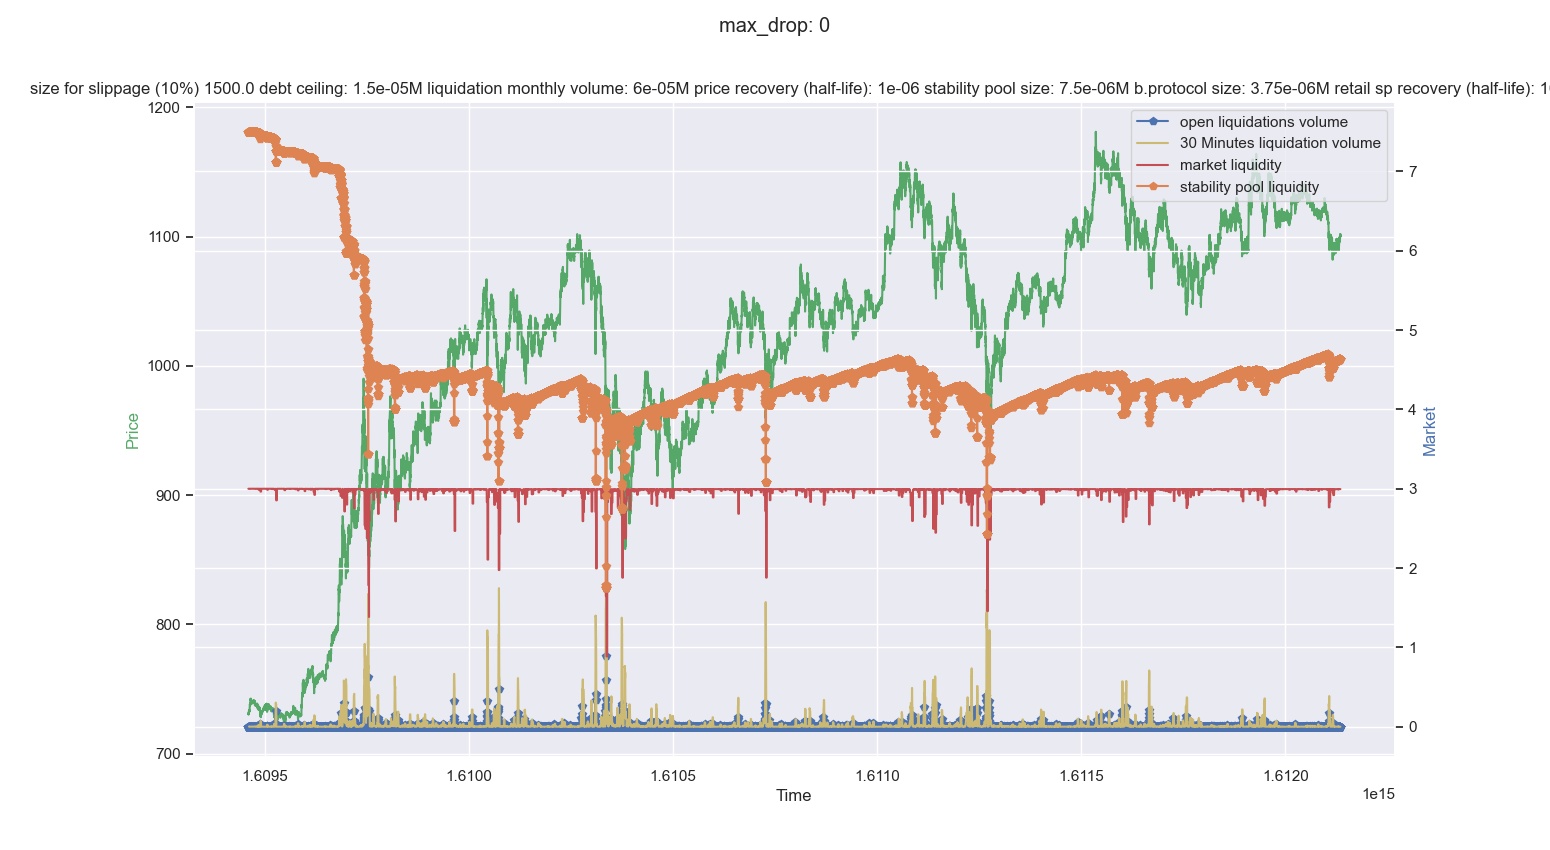 max_drop: 0
size for slippage (10%) 1500.0 debt ceiling: 1.5e-05M liquidation monthly volume: 6e-05M price recovery (half-life): 1e-06 stability pool size: 7.5e-06M b.protocol size: 3.75e-06M retail sp recovery (half-life):
open liquidations volume
30 Minutes liquidation volume
market liquidity
stability pool liquidity
1200
1100
1000
900
800
700
Price
7
6
5
4
3
2
1
0
Market
1.6095
1.6100
1.6105
1.6110
1.6115
1.6120
1e15
Time